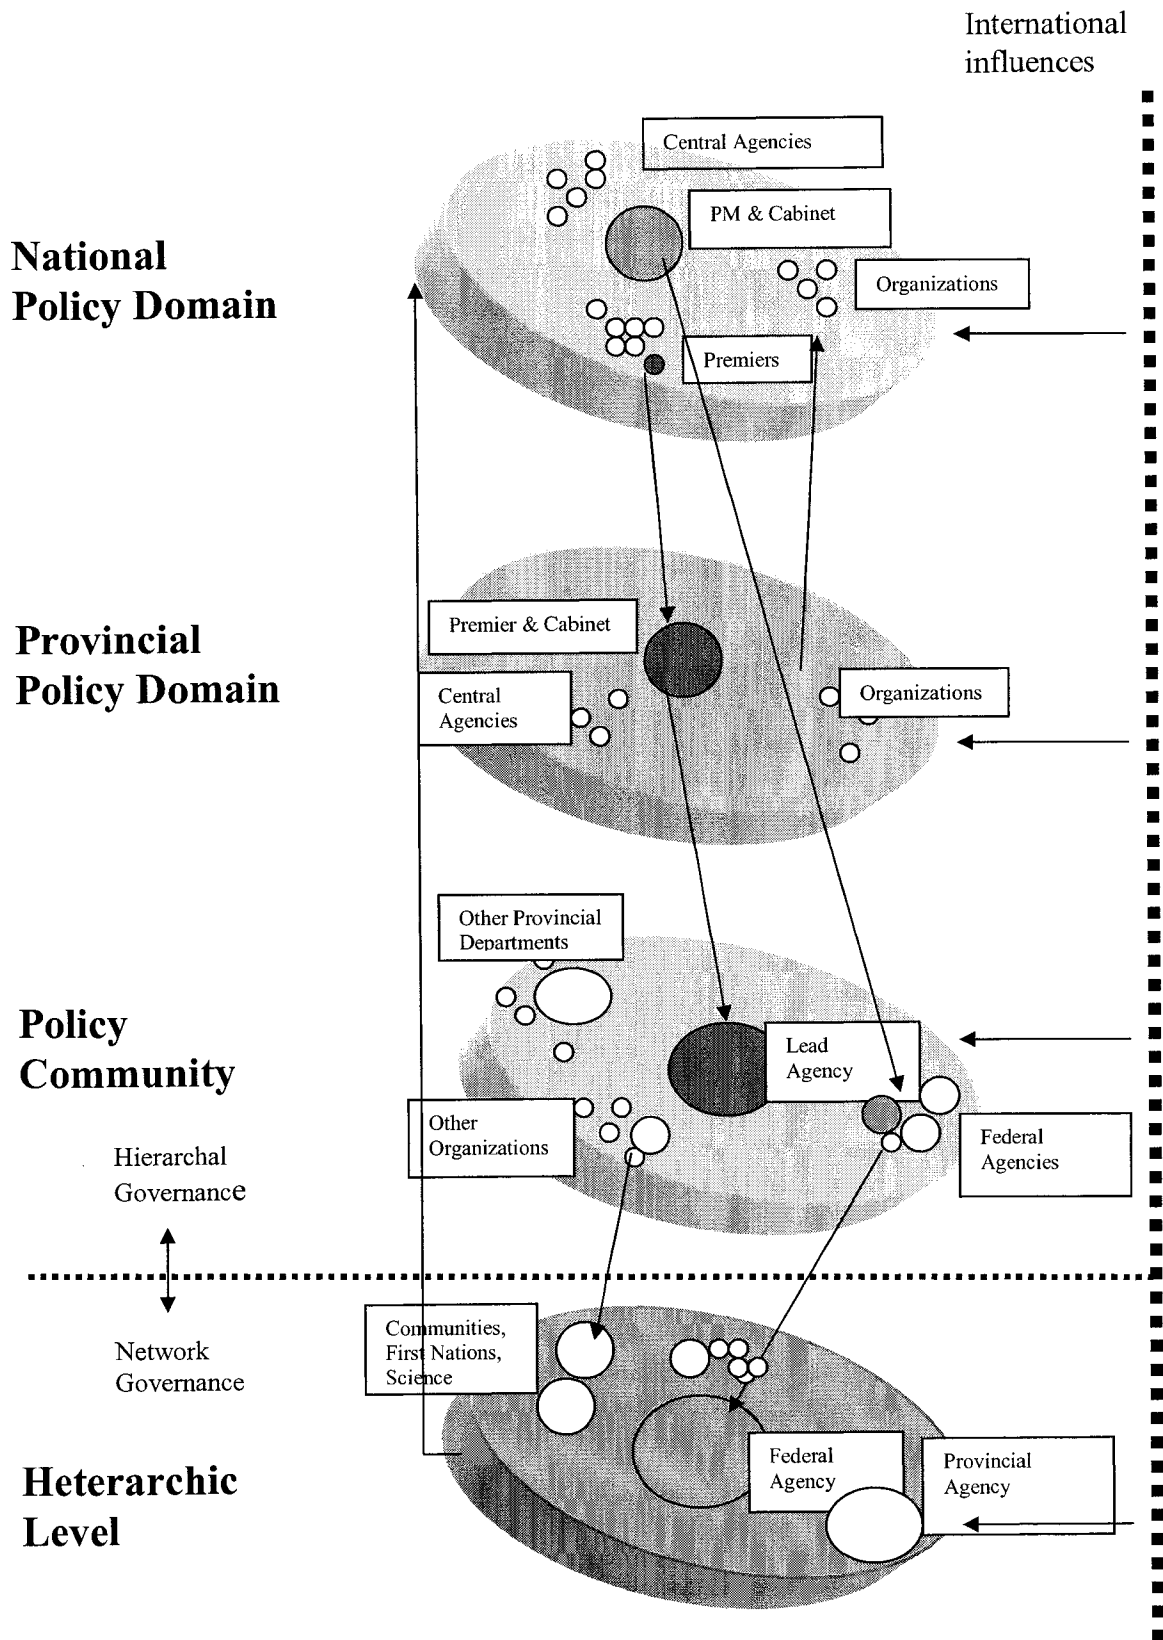 International
influences
Central Agencies
PM & Cabinet
National
Policy Domain
Organizations
Premiers
Premier & Cabinet
Provincial
Policy Domain
Central
Agencies
Organizations
Other Provincial
Departments
Policy
Community
Lead
Agency
Other
Organizations
Federal
Agencies
Hierarchal
Governance
Communities,
First Nations,
Science
Network
Governance
Federal
Agency
Provincial
Agency
Heterarchic
Level